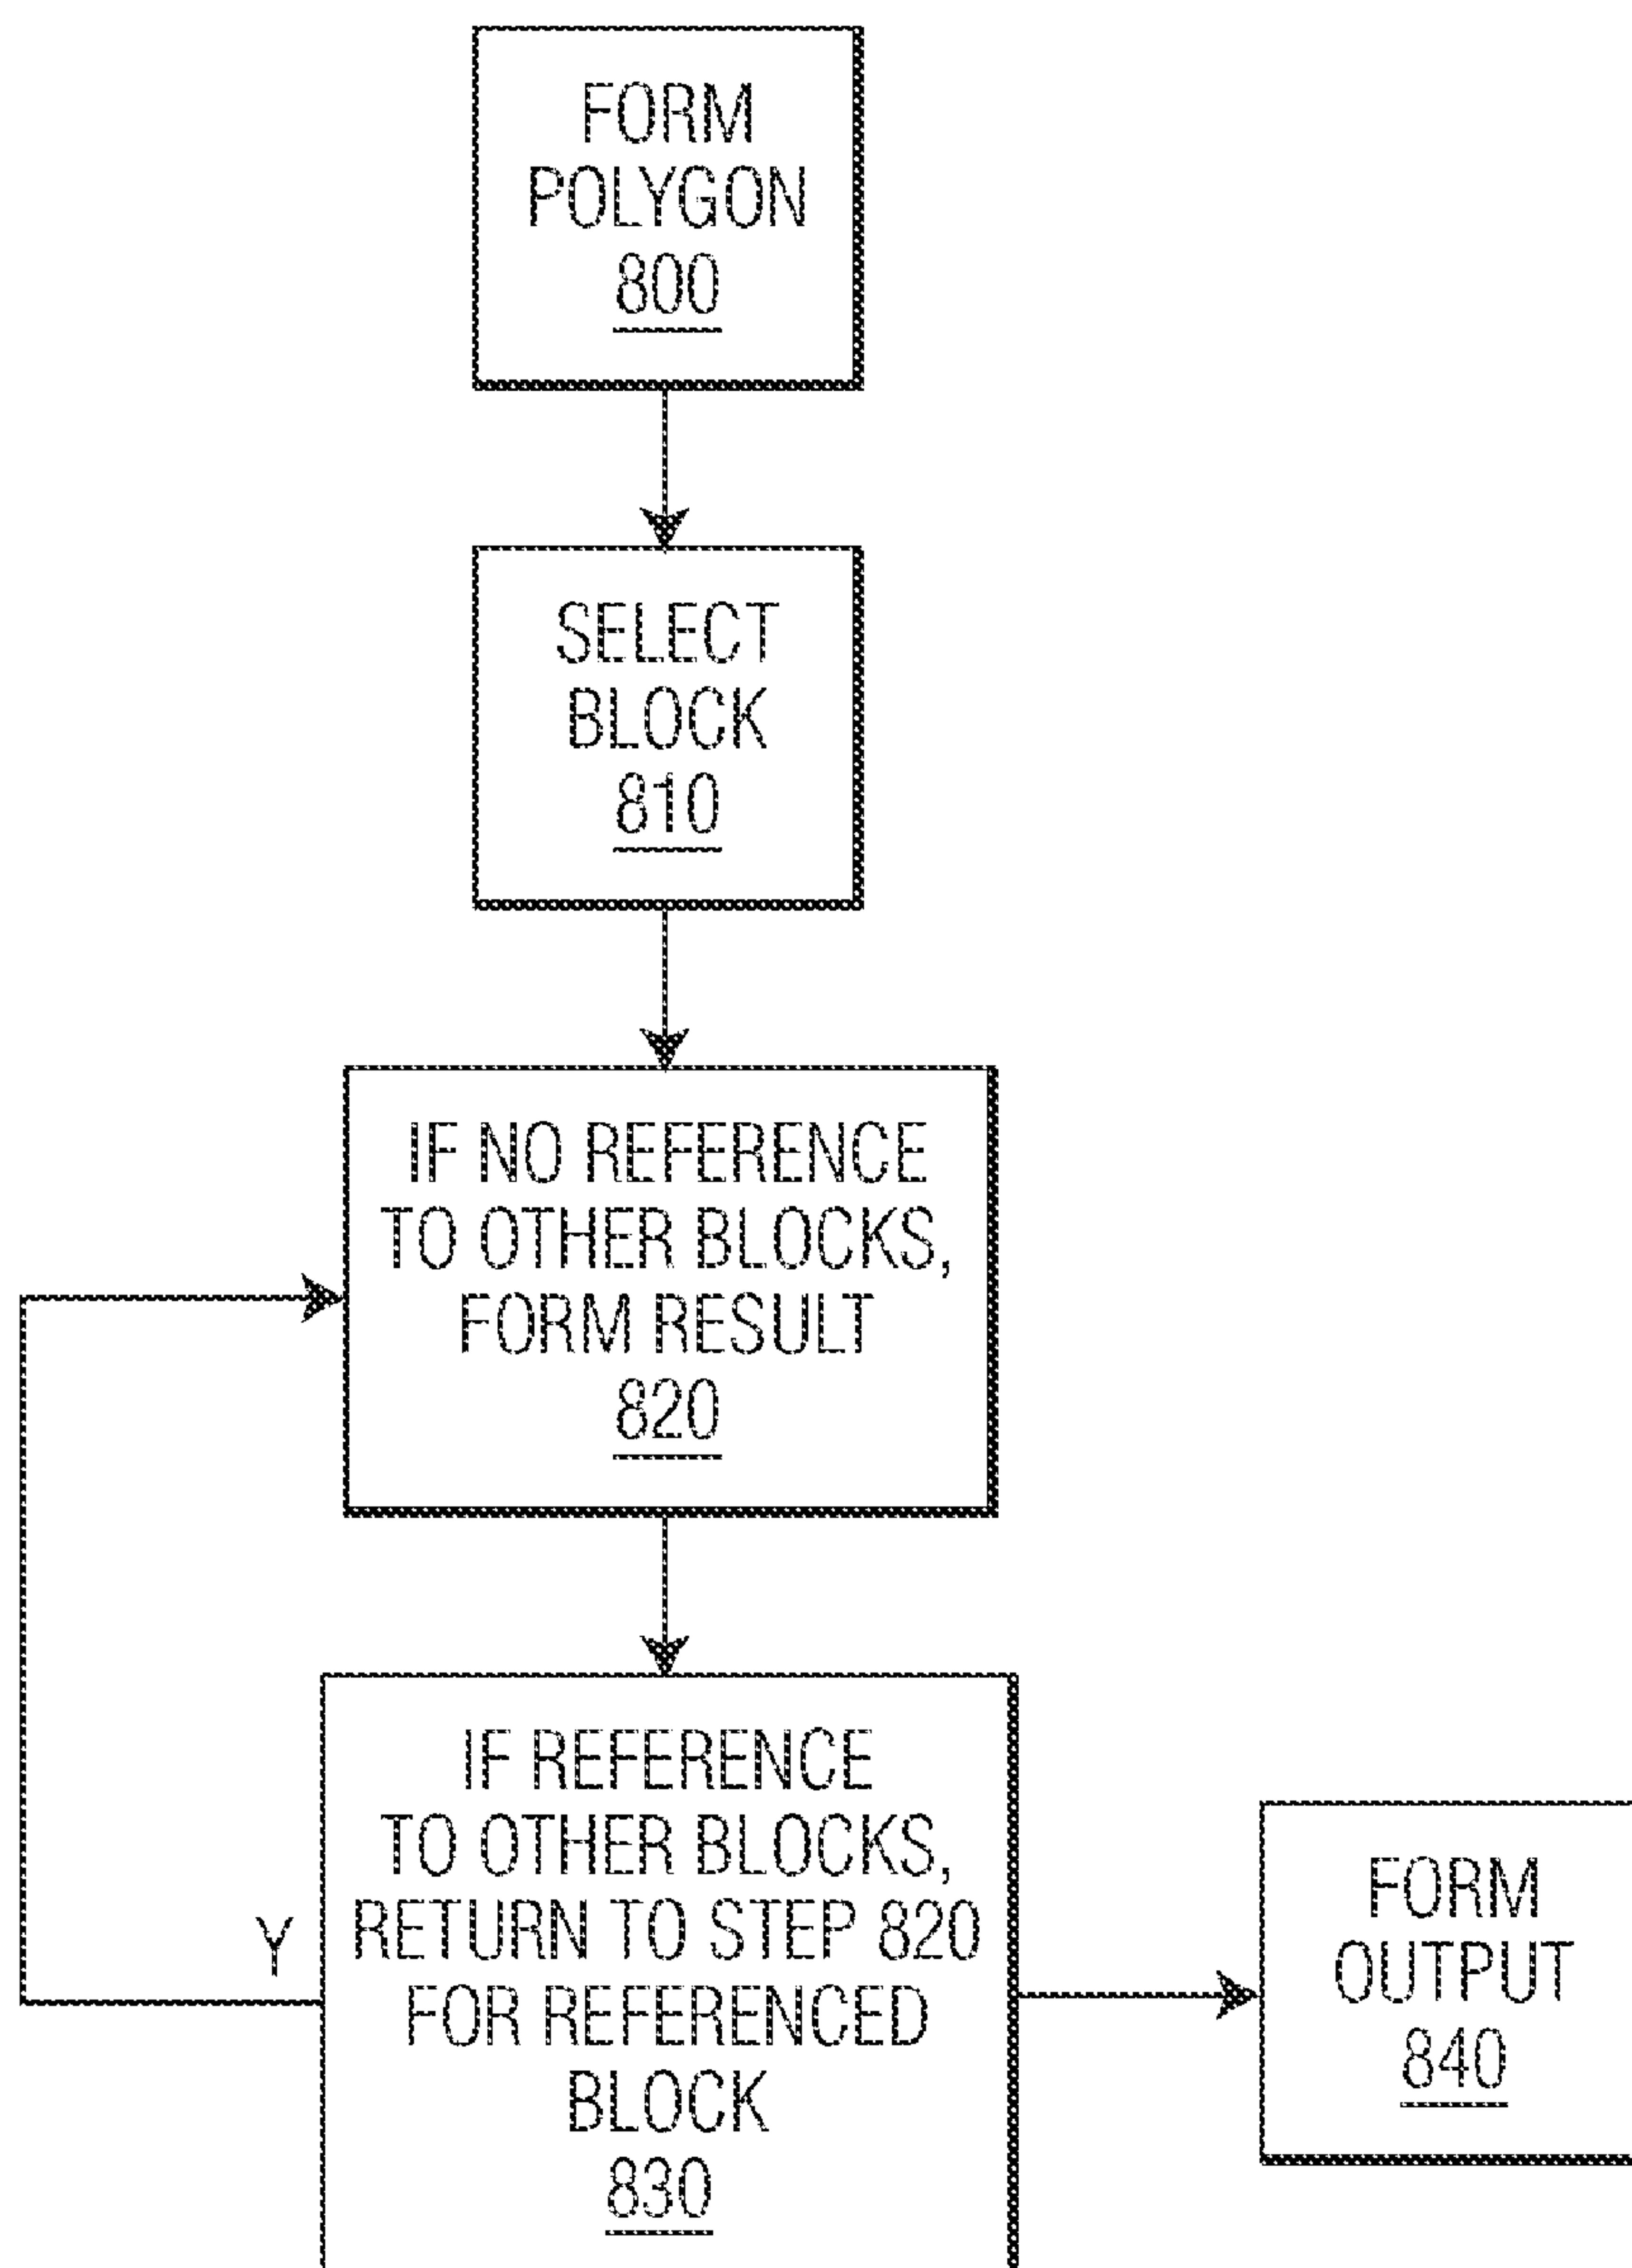 FORM
POLYGON
800
SELECT
BLOCK
810
IF NO REFERENCE
TO OTHER BLOCKS,
FORM RESULT
820
IF REFERENCE
TO OTHER BLOCKS,
RETURN TO STEP 820
FOR REFERENCED
BLOCK
830
Y
FORM
OUTPUT
840